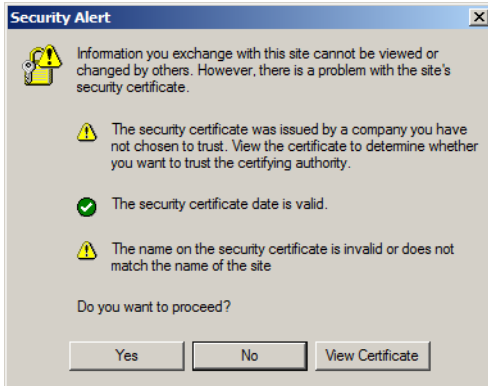 Security Alert
Information you exchange with this site cannot be viewed or
changed by others. However, there is a problem with the site's
security certificate.
The security certificate was issued by a company you have
not chosen to trust. View the certificate to determine whether
you want to trust the certifying authority.
The security certificate date is valid.
The name on the security certificate is invalid or does not
match the name of the site
Do you want to proceed?
Yes
No
View Certificate